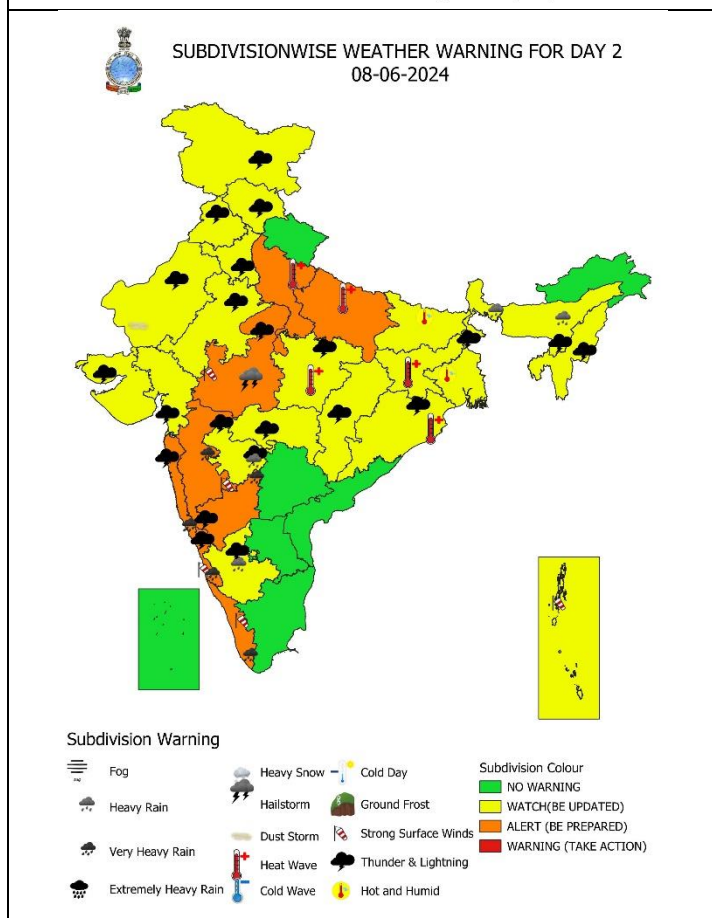 SUBDIVISIONWISE WEATHER WARNING FOR DAY 2
08-06-2024
Subdivision Warning
Fog
Heavy Rain
Very Heavy Rain
Extremely Heavy Rain
Heavy Snow
Hailstorm
Dust Storm
Heat Wave
Cold Wave
Cold Day
Ground Frost
Strong Surface Winds
Thunder & Lightning
Hot and Humid
Subdivision Colour
NO WARNING
WATCH(BE UPDATED)
ALERT (BE PREPARED)
WARNING (TAKE ACTION)